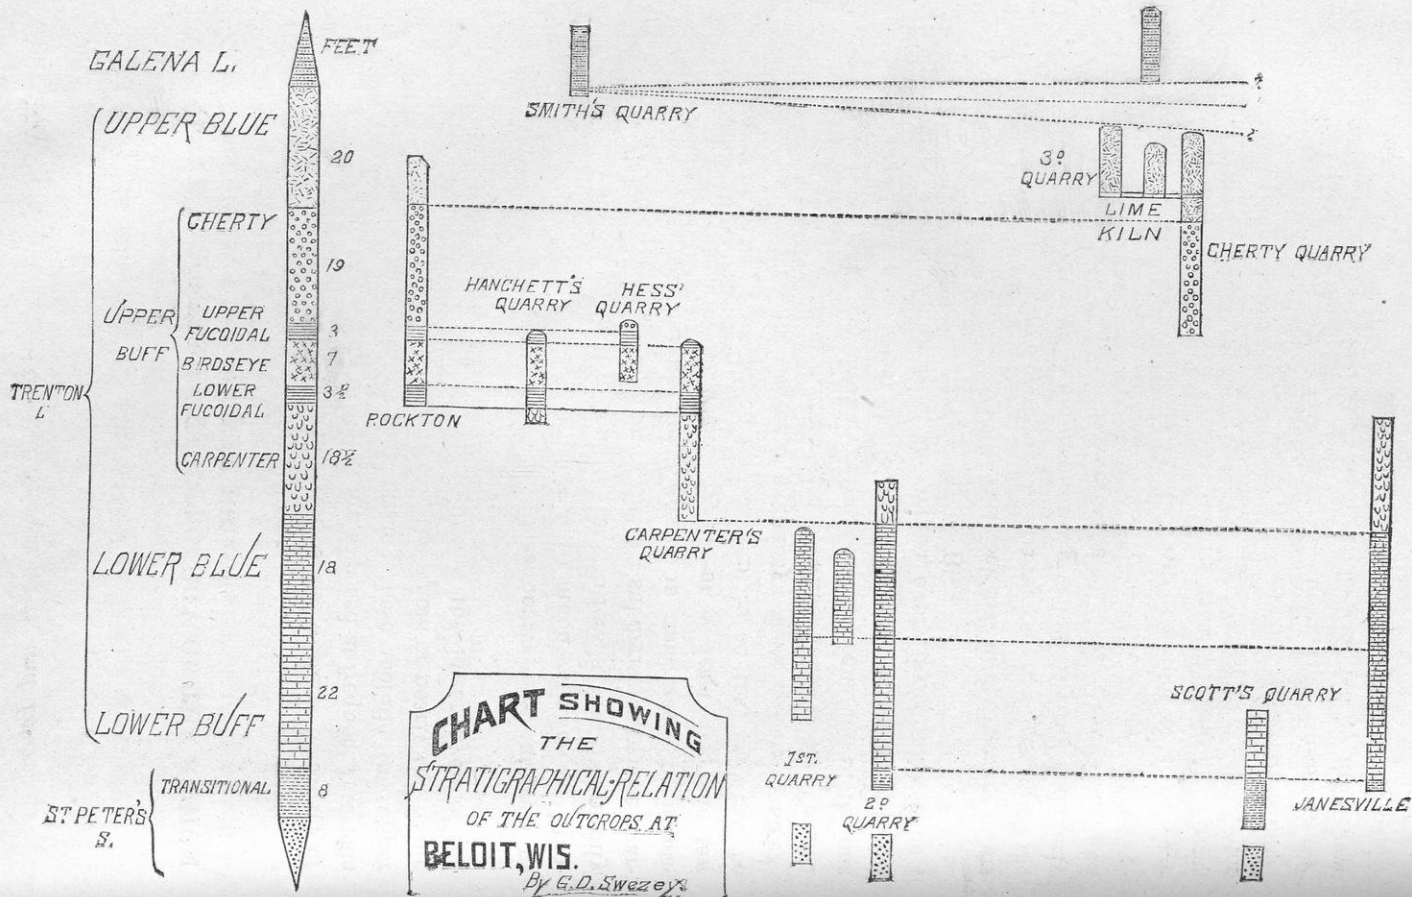 GALENA L.
FEET
UPPER BLUE
20
CHERTY
19
UPPER
BUFF
UPPER
FUCOIDAL
3
BIRDSEYE
7
LOWER
FUCOIDAL
3½
TRENTON
L
CARPENTER
18½
LOWER BLUE
18
LOWER BUFF
22
TRANSITIONAL
8
ST PETER'S
S.
SMITH'S QUARRY
3D
QUARRY
LIME
KILN
CHERTY QUARRY
HANCHETT'S
QUARRY
HESS'
QUARRY
ROCKTON
CARPENTER'S
QUARRY
1ST.
QUARRY
2D
QUARRY
SCOTT'S QUARRY
JANESVILLE
CHART SHOWING
THE
STRATIGRAPHICAL-RELATION
OF THE OUTCROPS AT
BELOIT, WIS.
By G.D. Swezey.